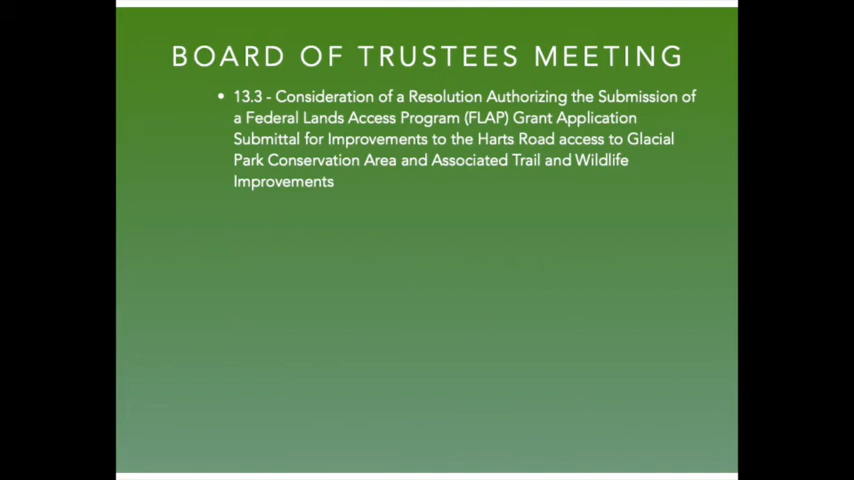 BOARD OF TRUSTEES MEETING
• 13.3 - Consideration of a Resolution Authorizing the Submission of
a Federal Lands Access Program (FLAP) Grant Application
Submittal for Improvements to the Harts Road access to Glacial
Park Conservation Area and Associated Trail and Wildlife
Improvements